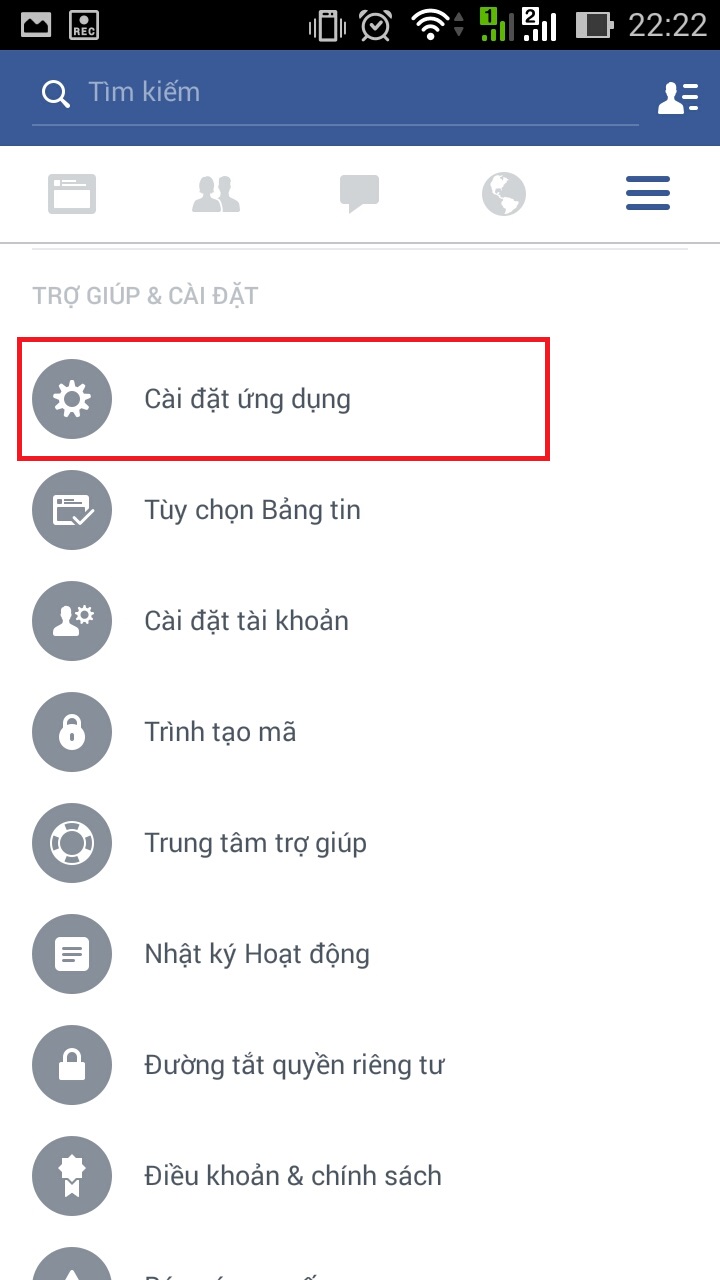 REC
1
2
22:22
Tìm kiếm
TRỢ GIÚP & CÀI ĐẶT
Cài đặt ứng dụng
Tùy chọn Bảng tin
Cài đặt tài khoản
Trình tạo mã
Trung tâm trợ giúp
Nhật ký Hoạt động
Đường tắt quyền riêng tư
Điều khoản & chính sách